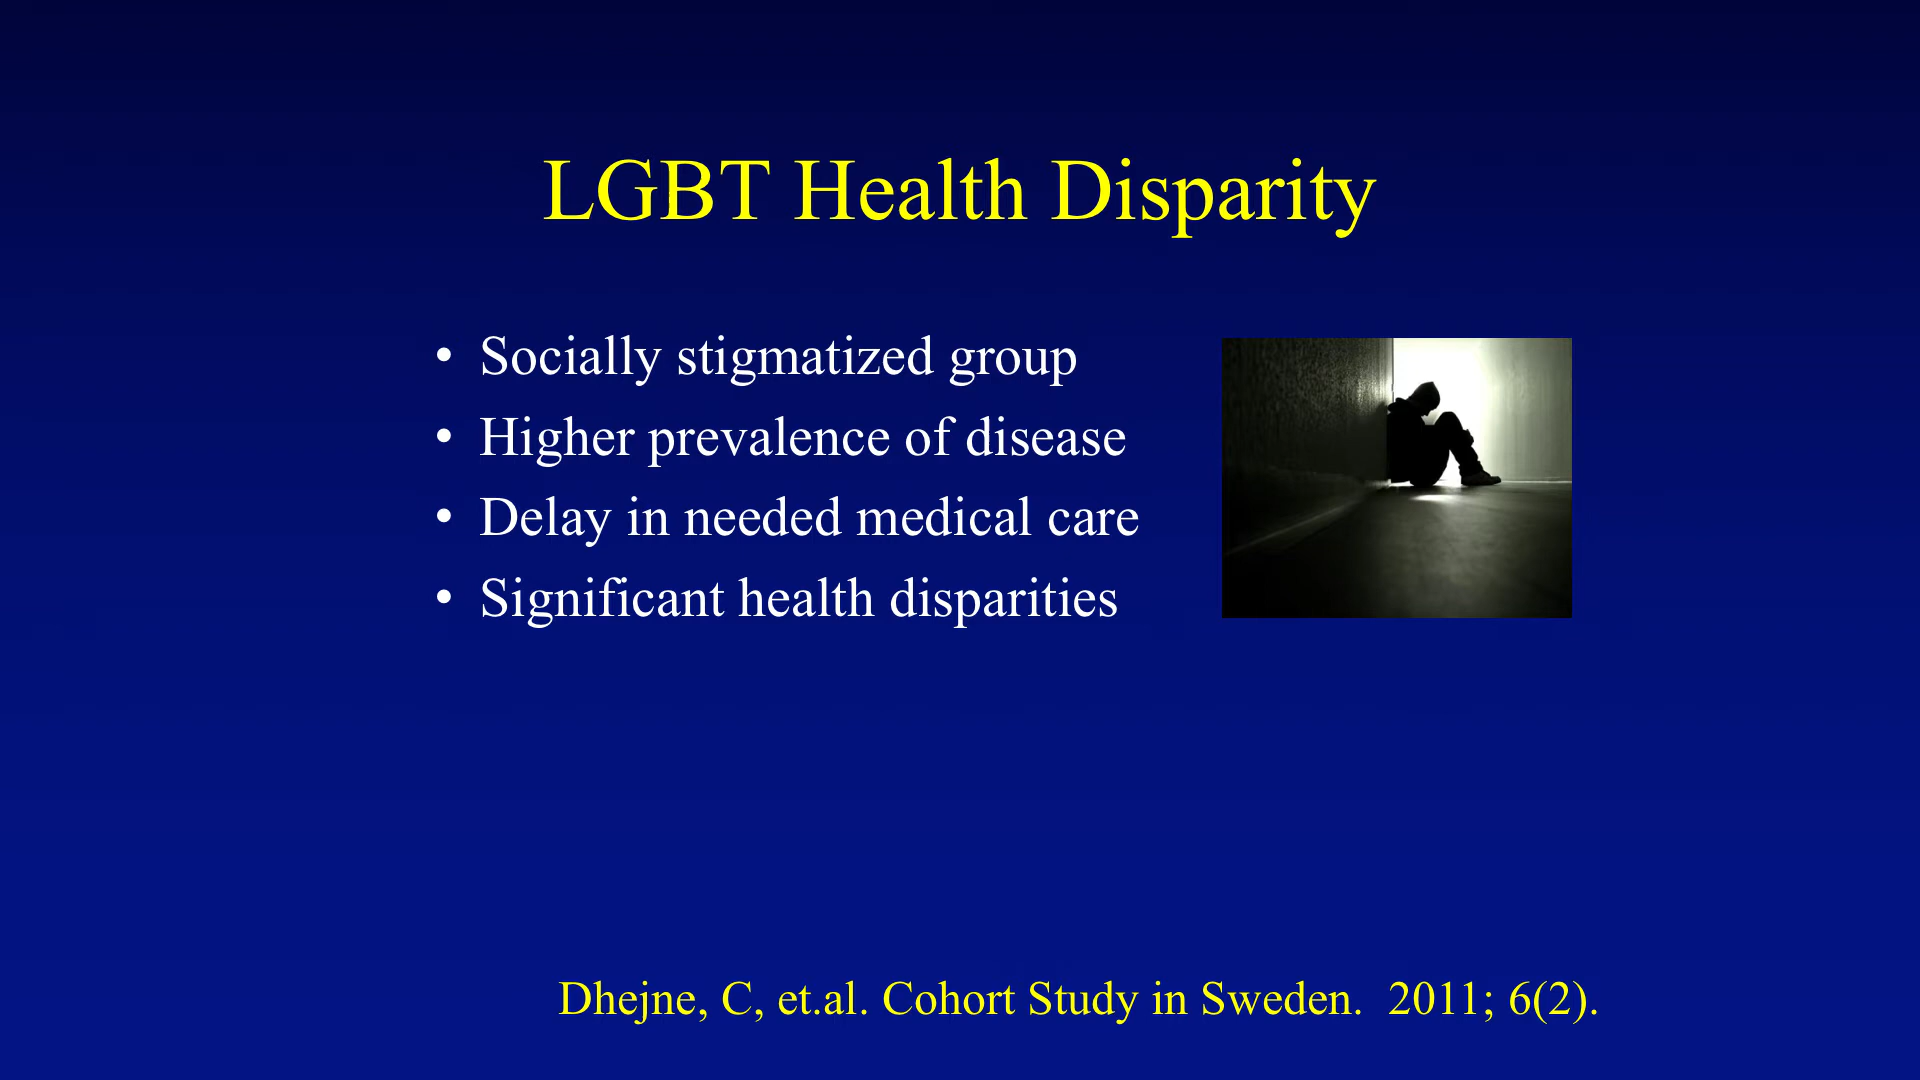 LGBT Health Disparity
• Socially stigmatized group
• Higher prevalence of disease
• Delay in needed medical care
• Significant health disparities
Dhejne, C, et.al. Cohort Study in Sweden.  2011; 6(2).